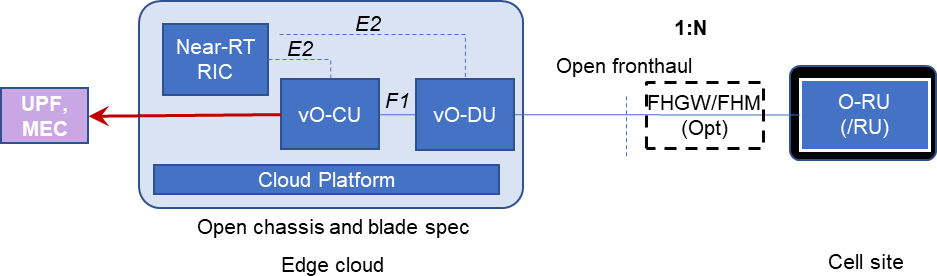 E2
1:N
Near-RT
RIC
E2
Open fronthaul
UPF,
MEC
vO-CU
F1
vO-DU
FHGW/FHM
(Opt)
O-RU
(/RU)
Cloud Platform
Open chassis and blade spec
Edge cloud
Cell site